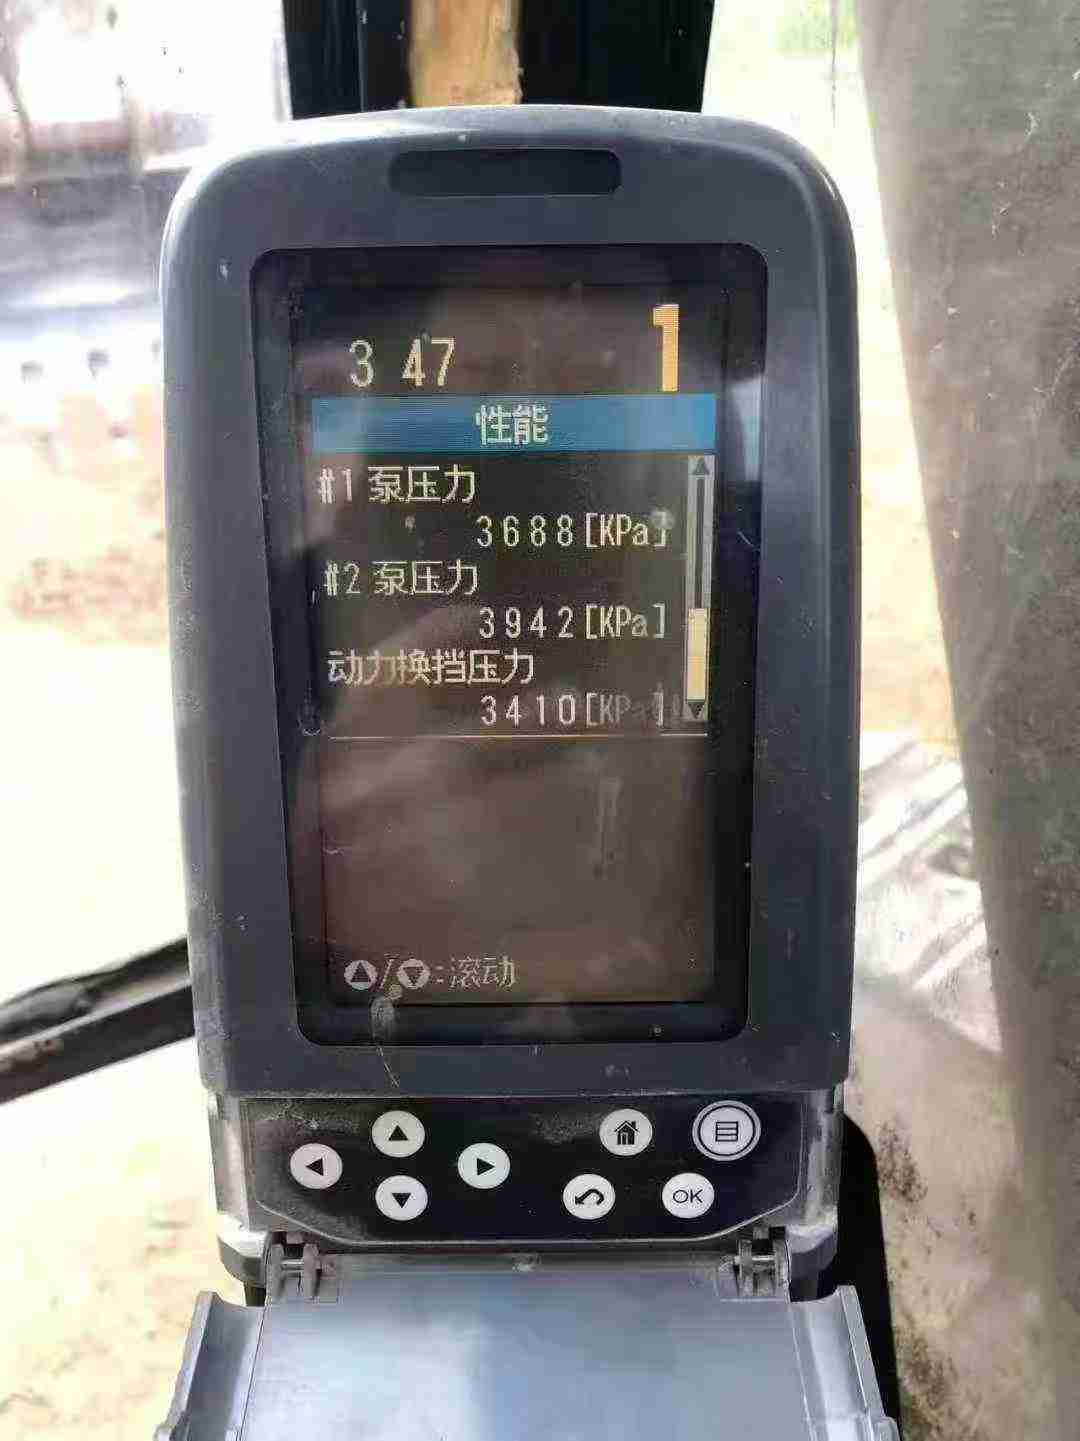 3 47
1
性能
#1 泵压力
3688[KPa]
#2 泵压力
3942[KPa]
动力换挡压力
3410[KPa]
▲/▼:滚动
OK